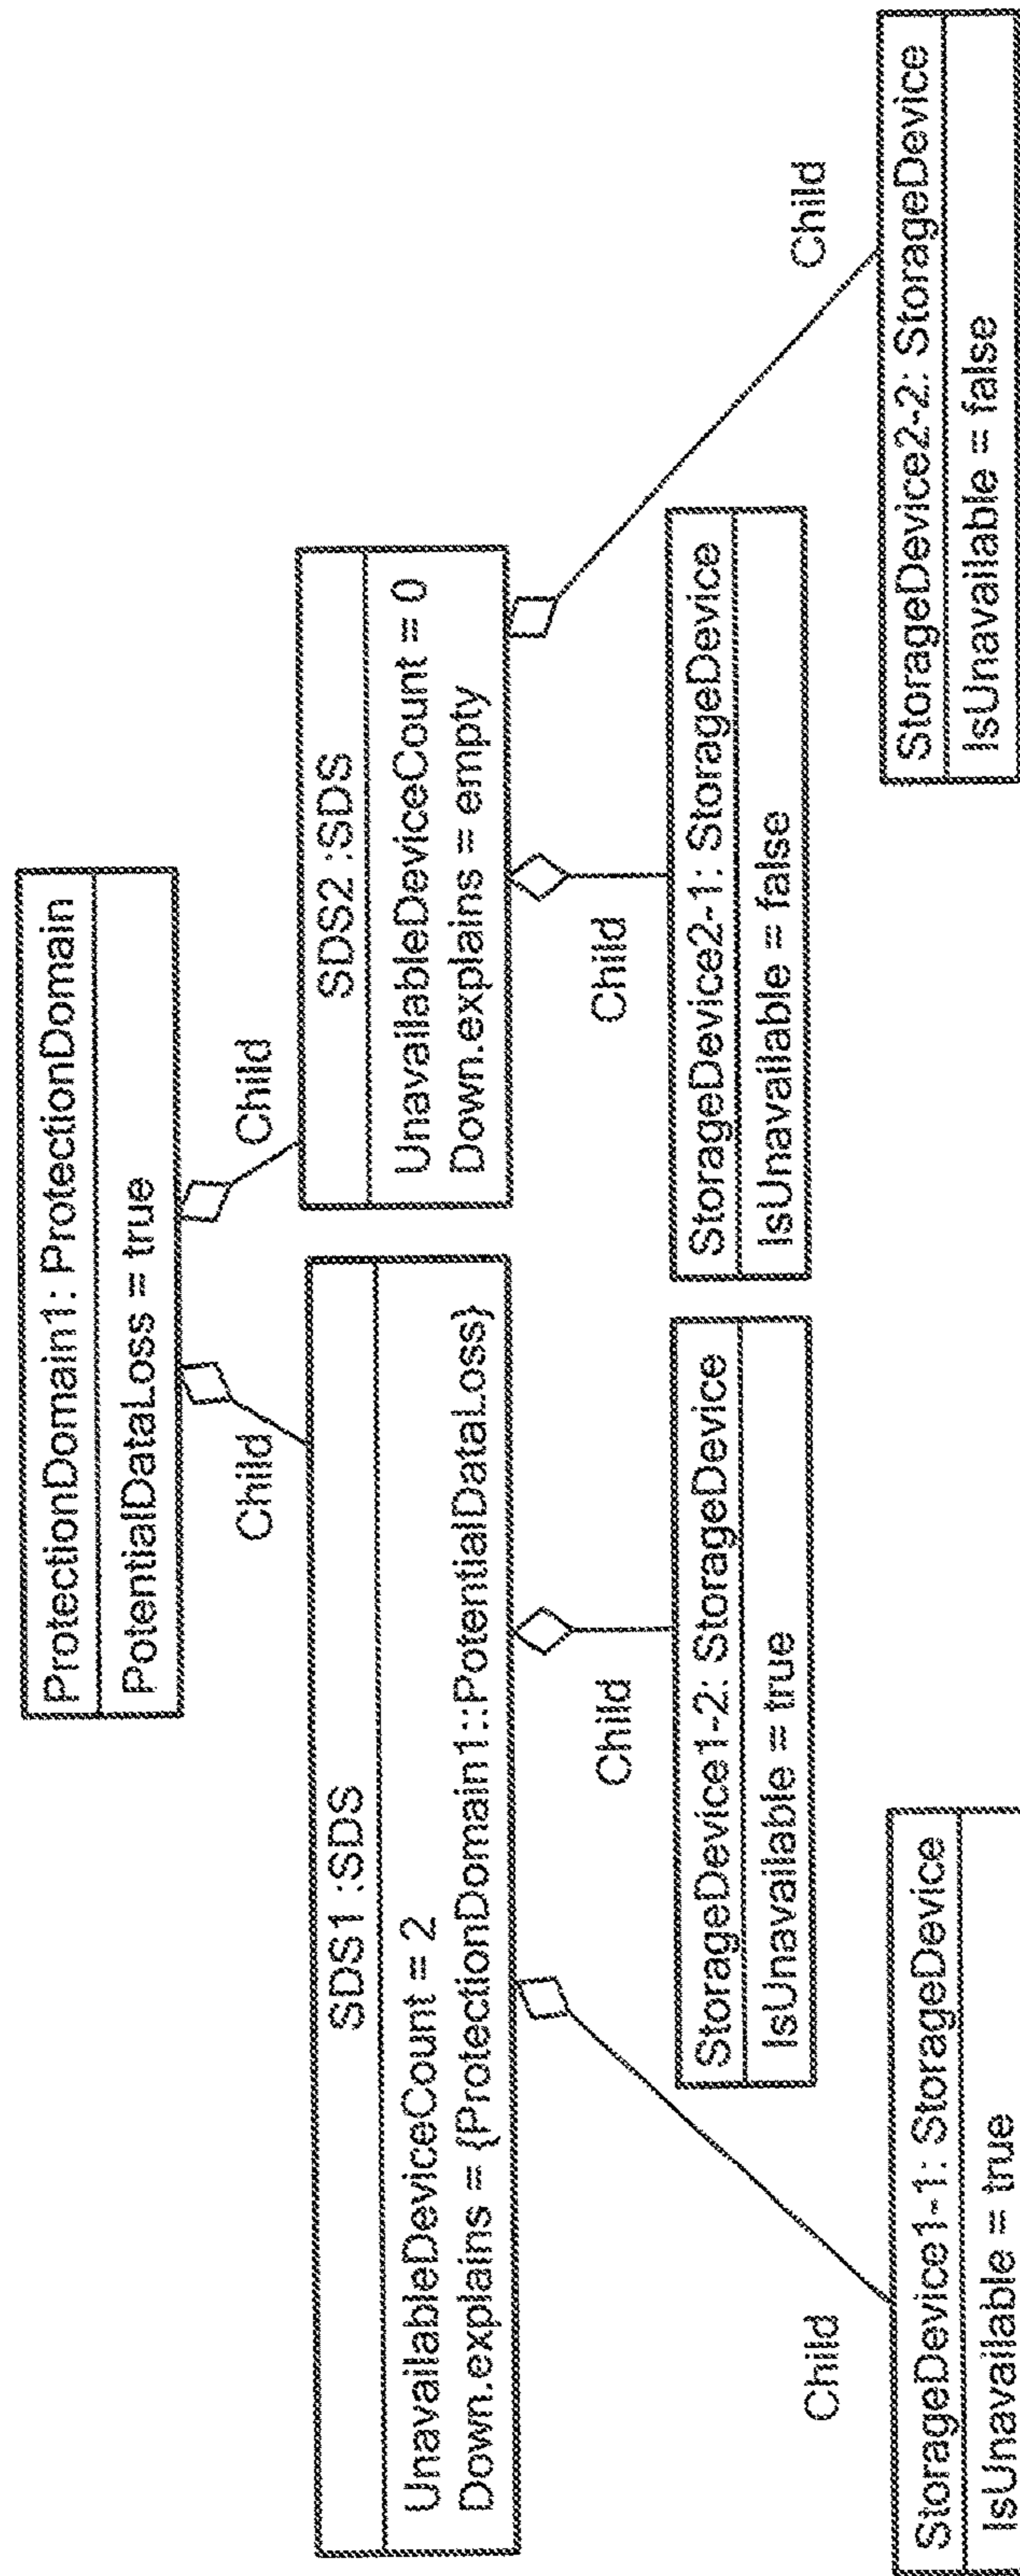 ProtectionDomain1: ProtectionDomain
PotentialDataLoss = true
Child
Child
SDS1 :SDS
UnavailableDeviceCount = 2
Down.explains = {ProtectionDomain1::PotentialDataLoss}
SDS2 :SDS
UnavailableDeviceCount = 0
Down.explains = empty
Child
Child
Child
Child
StorageDevice1-2: StorageDevice
IsUnavailable = true
StorageDevice2-1: StorageDevice
IsUnavailable = false
StorageDevice1-1: StorageDevice
IsUnavailable = true
StorageDevice2-2: StorageDevice
IsUnavailable = false